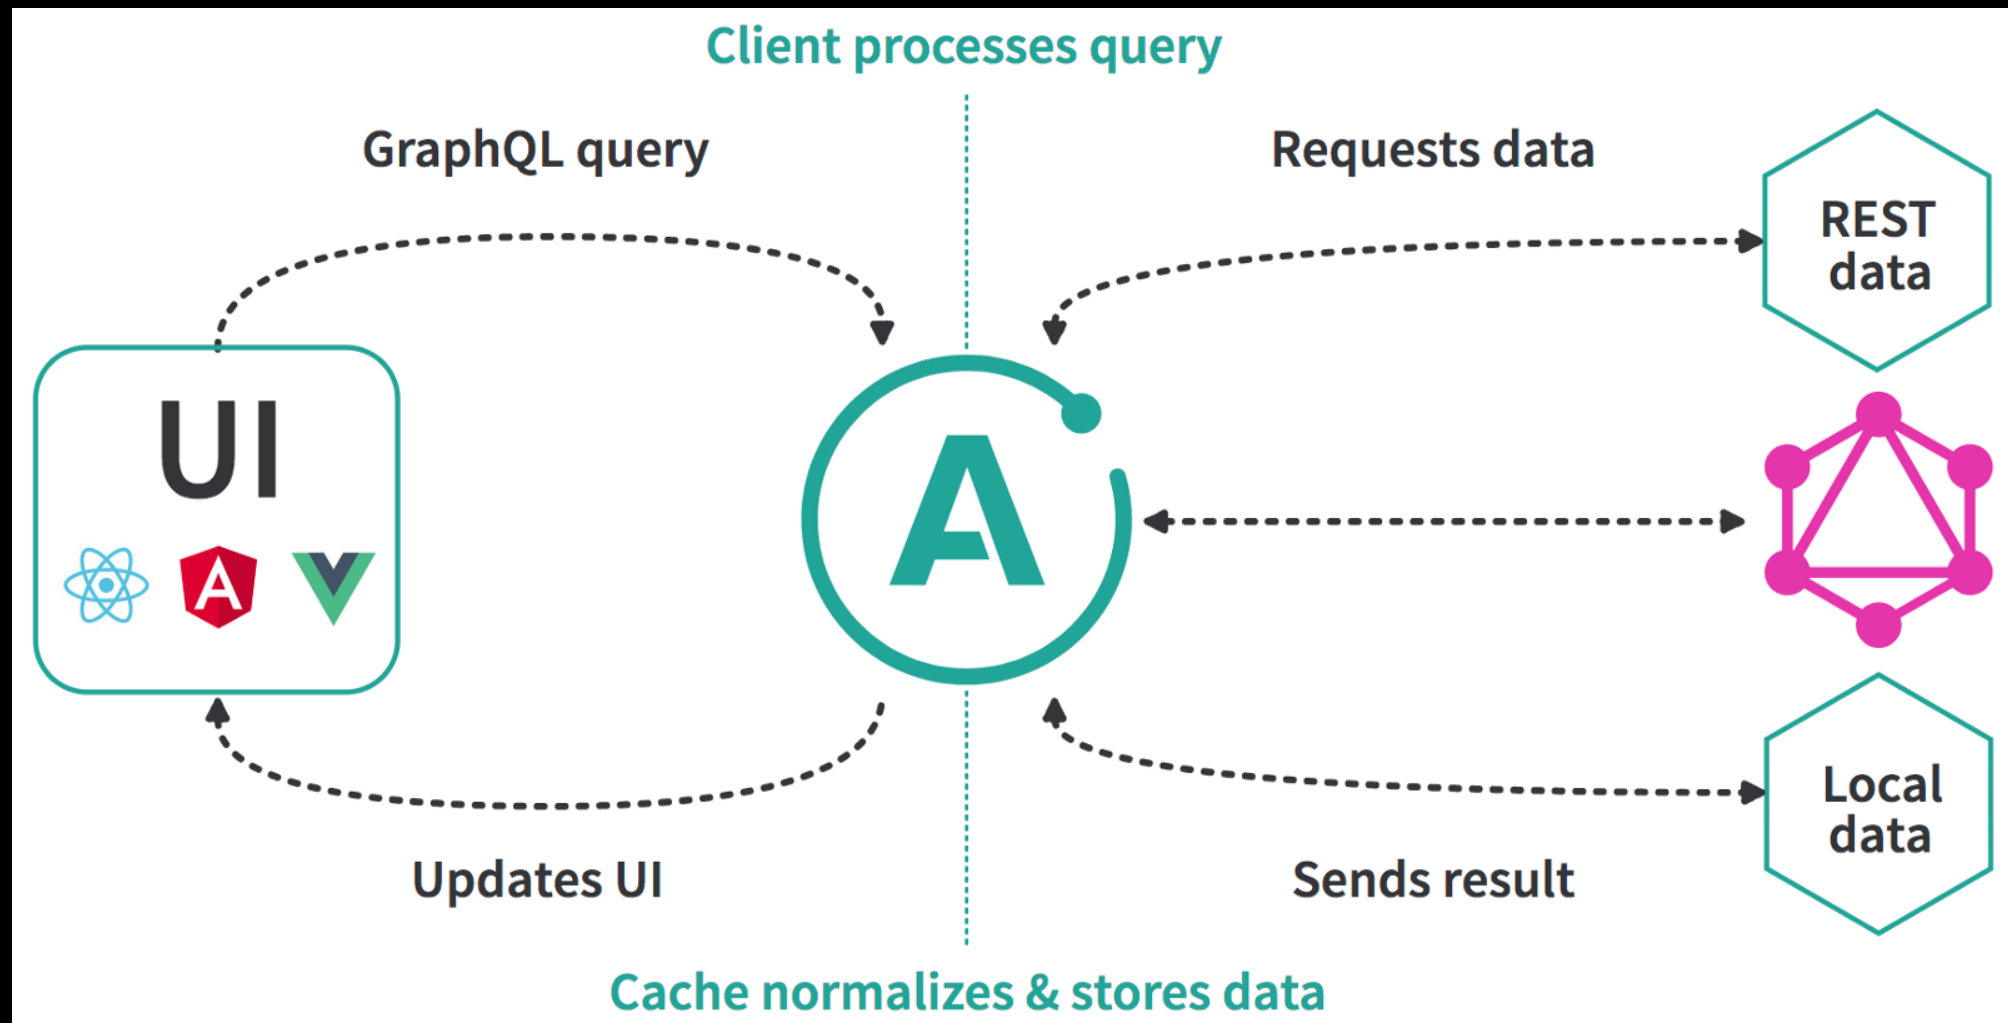 Client processes query
GraphQL query
Requests data
REST
data
UI
A
A
Local
data
Updates UI
Sends result
Cache normalizes & stores data